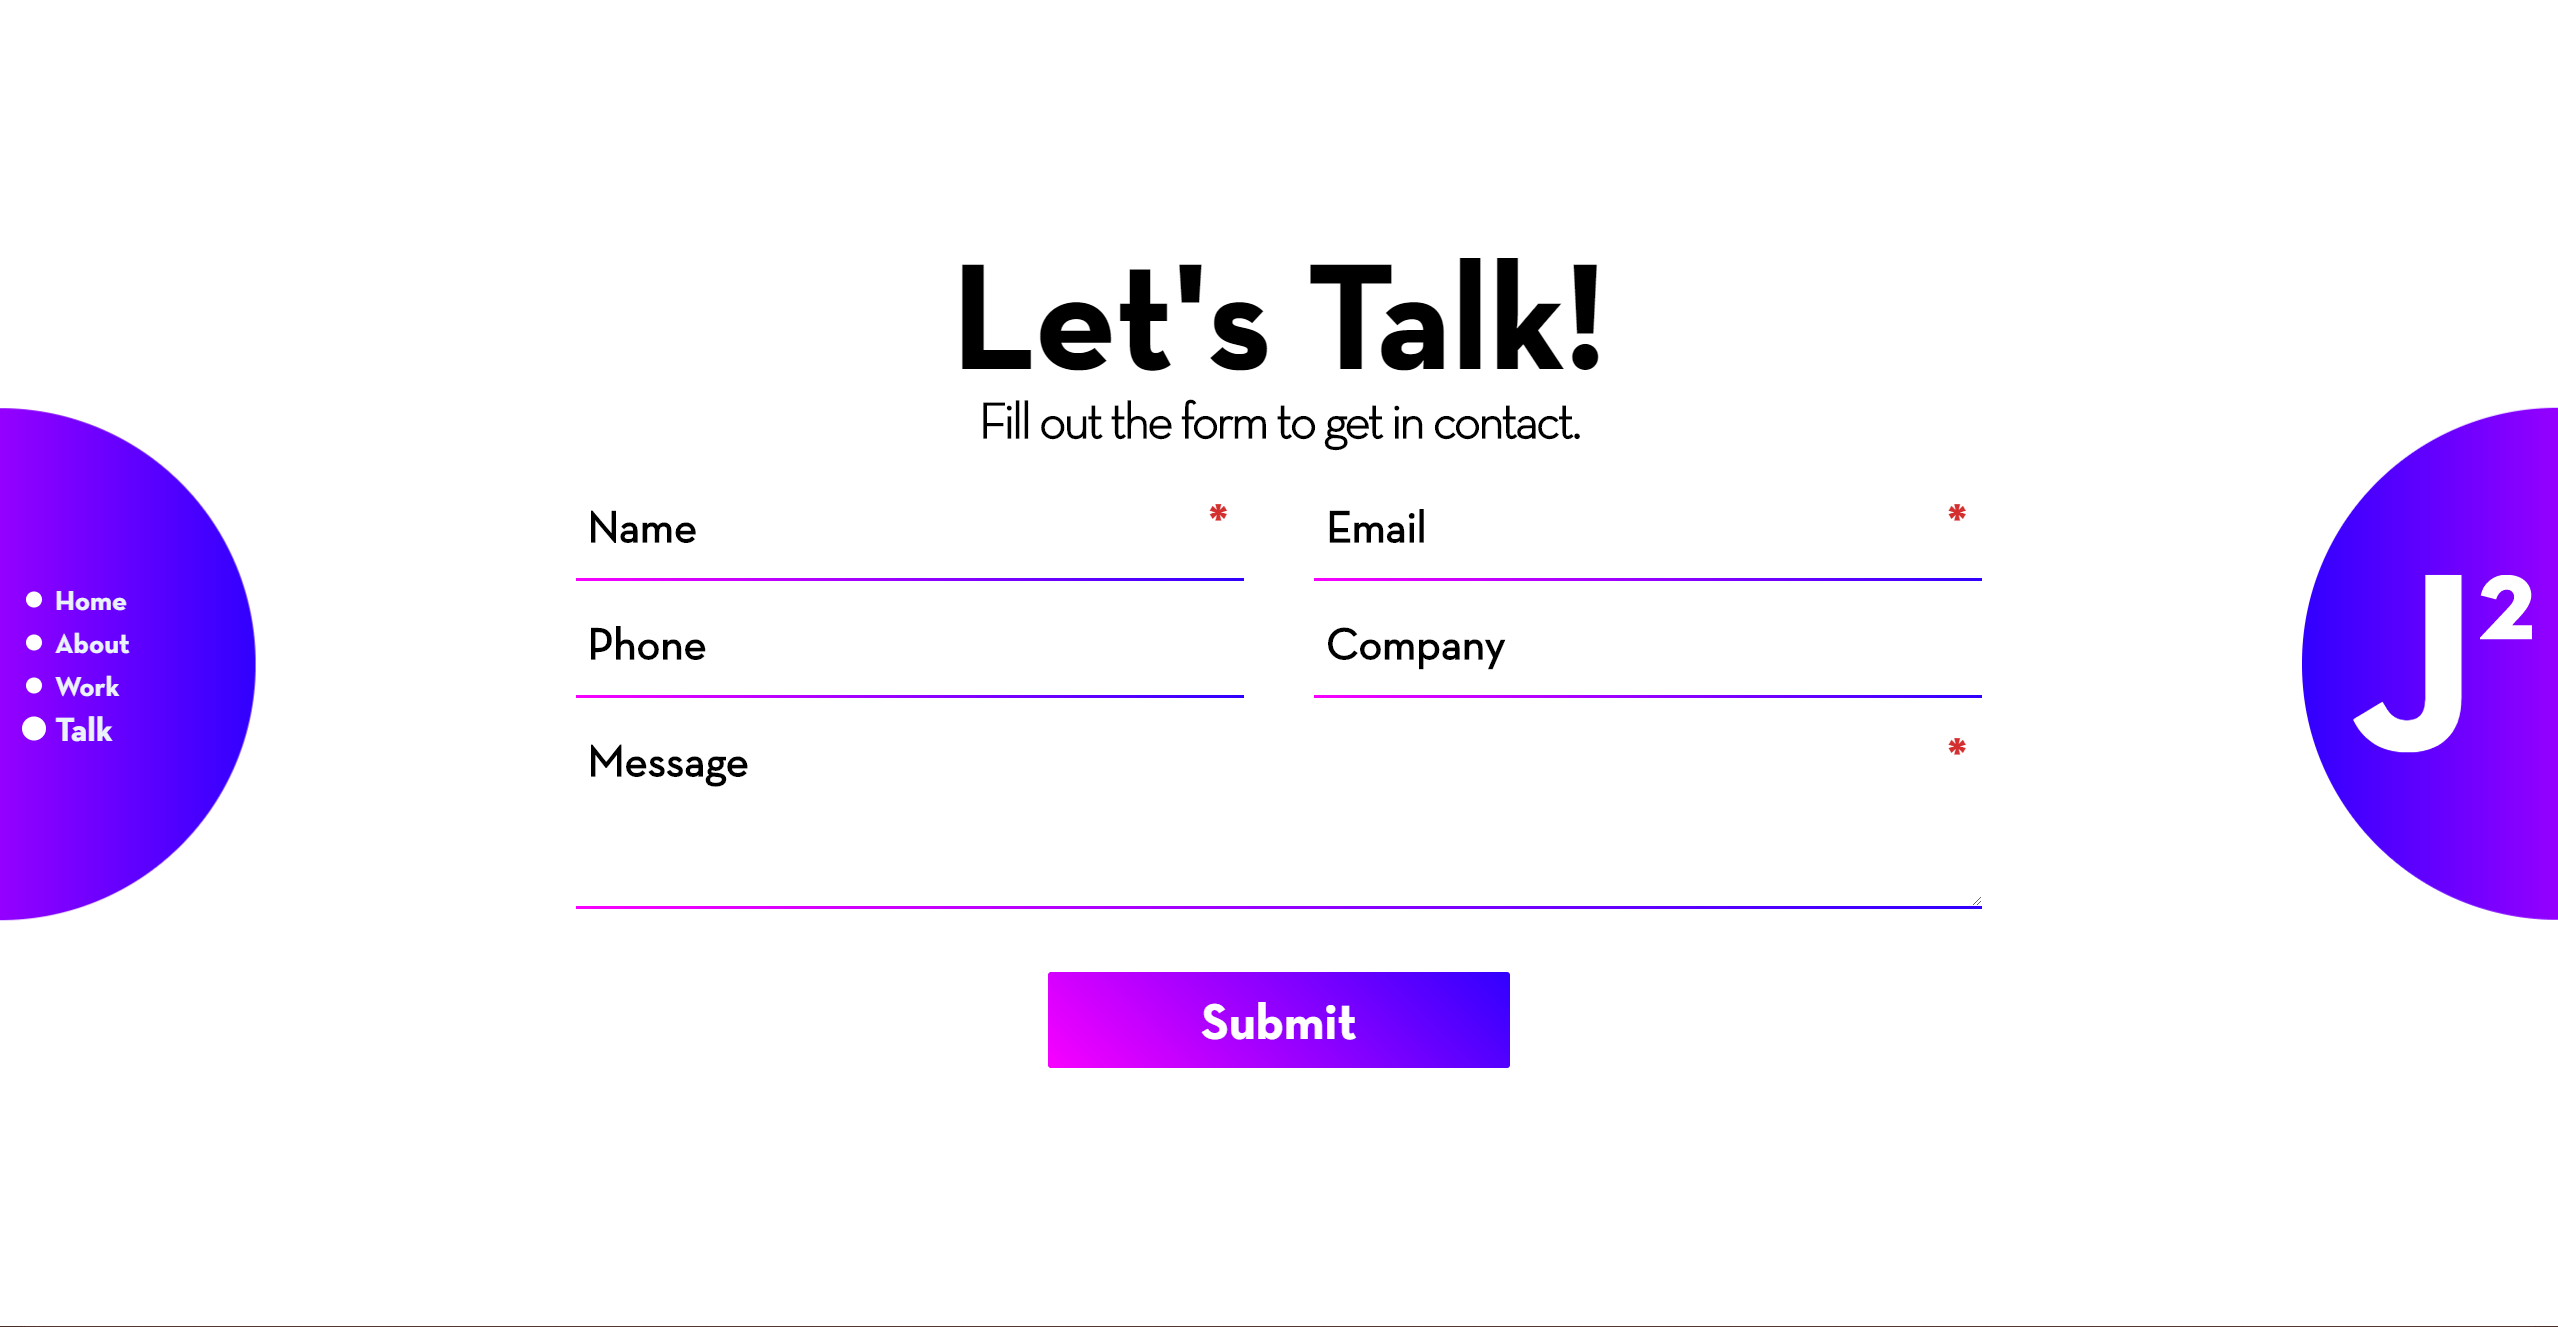 Let's Talk!
Fill out the form to get in contact.
Name *
Email *
Phone
Company
Message *
Submit
Home
About
Work
Talk
J²